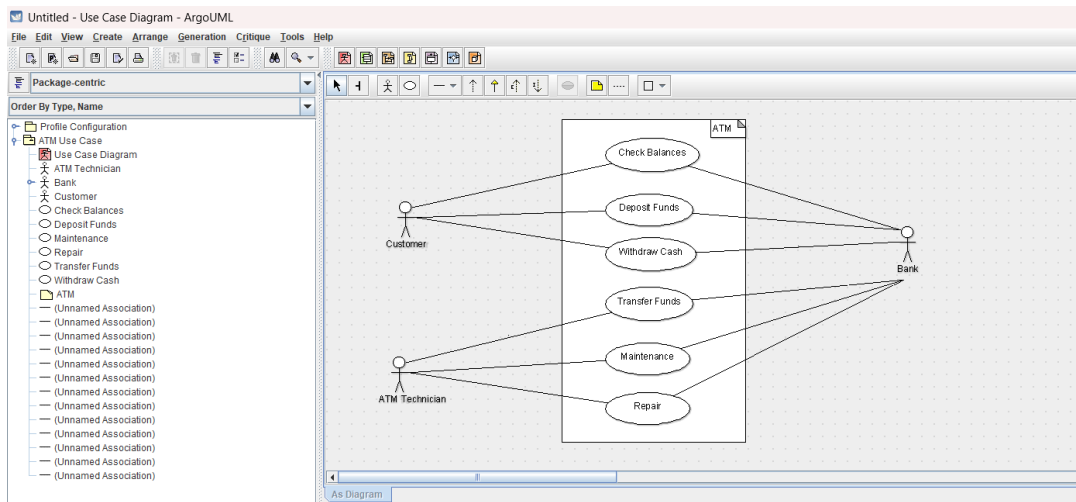 Untitled - Use Case Diagram - ArgoUML
File Edit View Create Arrange Generation Critique Tools Help
Package-centric
Order By Type, Name
Profile Configuration
ATM Use Case
Use Case Diagram
ATM Technician
Bank
Customer
Check Balances
Deposit Funds
Maintenance
Repair
Transfer Funds
Withdraw Cash
ATM
(Unnamed Association)
(Unnamed Association)
(Unnamed Association)
(Unnamed Association)
(Unnamed Association)
(Unnamed Association)
(Unnamed Association)
(Unnamed Association)
(Unnamed Association)
(Unnamed Association)
(Unnamed Association)
(Unnamed Association)
(Unnamed Association)
ATM
Check Balances
Deposit Funds
Customer
Withdraw Cash
Bank
Transfer Funds
Maintenance
ATM Technician
Repair
As Diagram